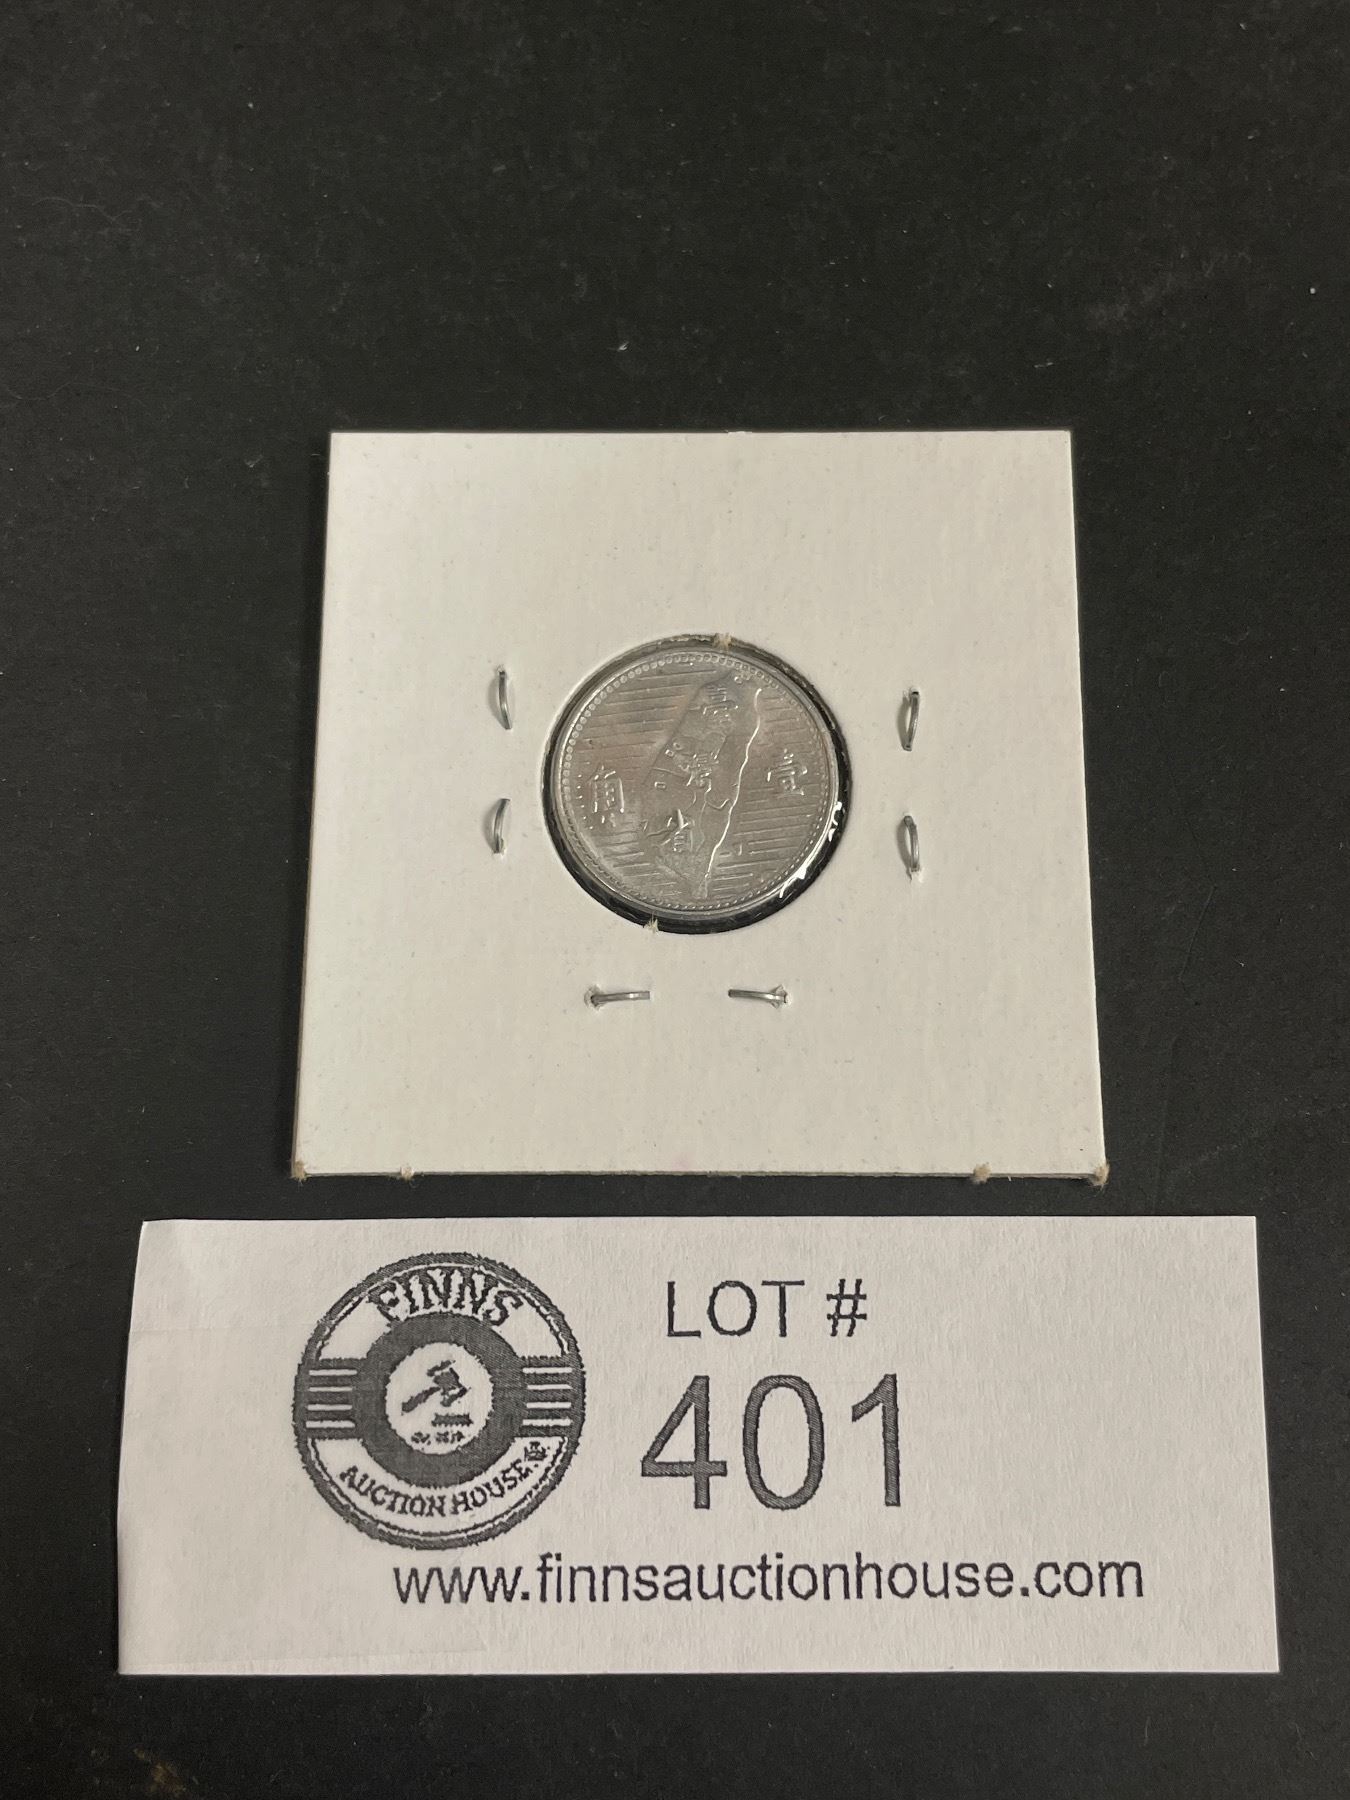 臺
灣
省
角 壹
FINNS
AUCTION HOUSE
LOT #
401
www.finnsauctionhouse.com